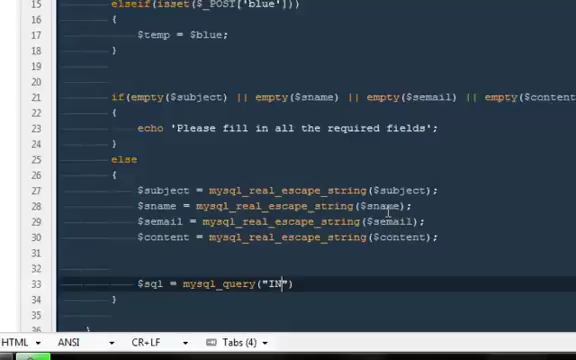 15 elseif(isset($_POST['blue']))
16 {
17 $temp = $blue;
18 }
19
20
21 if(empty($subject) || empty($sname) || empty($semail) || empty($content
22 {
23 echo 'Please fill in all the required fields';
24 }
25 else
26 {
27 $subject = mysql_real_escape_string($subject);
28 $sname = mysql_real_escape_string($sname);
29 $semail = mysql_real_escape_string($semail);
30 $content = mysql_real_escape_string($content);
31
32
33 $sql = mysql_query("IN")
34 }
35
36 }
HTML ANSI CR+LF Tabs (4)